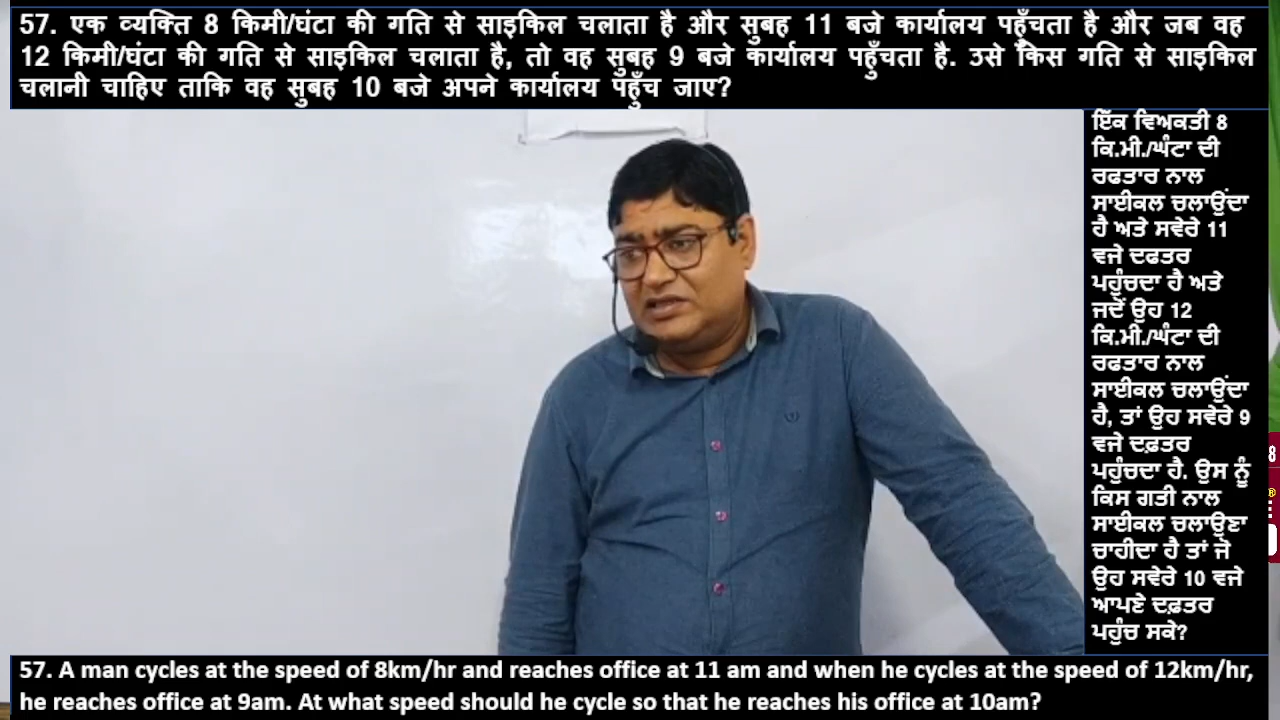 57. एक व्यक्ति 8 किमी/घंटा की गति से साइकिल चलाता है और सुबह 11 बजे कार्यालय पहुँचता है और जब वह
12 किमी/घंटा की गति से साइकिल चलाता है, तो वह सुबह 9 बजे कार्यालय पहुँचता है. उसे किस गति से साइकिल
चलानी चाहिए ताकि वह सुबह 10 बजे अपने कार्यालय पहुँच जाए?
ਇੱਕ ਵਿਅਕਤੀ 8
ਕਿ.ਮੀ./ਘੰਟਾ ਦੀ
ਰਫਤਾਰ ਨਾਲ
ਸਾਈਕਲ ਚਲਾਉਂਦਾ
ਹੈ ਅਤੇ ਸਵੇਰੇ 11
ਵਜੇ ਦਫਤਰ
ਪਹੁੰਚਦਾ ਹੈ ਅਤੇ
ਜਦੋਂ ਉਹ 12
ਕਿ.ਮੀ./ਘੰਟਾ ਦੀ
ਰਫਤਾਰ ਨਾਲ
ਸਾਈਕਲ ਚਲਾਉਂਦਾ
ਹੈ, ਤਾਂ ਉਹ ਸਵੇਰੇ 9
ਵਜੇ ਦਫ਼ਤਰ
ਪਹੁੰਚਦਾ ਹੈ. ਉਸ ਨੂੰ
ਕਿਸ ਗਤੀ ਨਾਲ
ਸਾਈਕਲ ਚਲਾਉਣਾ
ਚਾਹੀਦਾ ਹੈ ਤਾਂ ਜੋ
ਉਹ ਸਵੇਰੇ 10 ਵਜੇ
ਆਪਣੇ ਦਫ਼ਤਰ
ਪਹੁੰਚ ਸਕੇ?
57. A man cycles at the speed of 8km/hr and reaches office at 11 am and when he cycles at the speed of 12km/hr,
he reaches office at 9am. At what speed should he cycle so that he reaches his office at 10am?